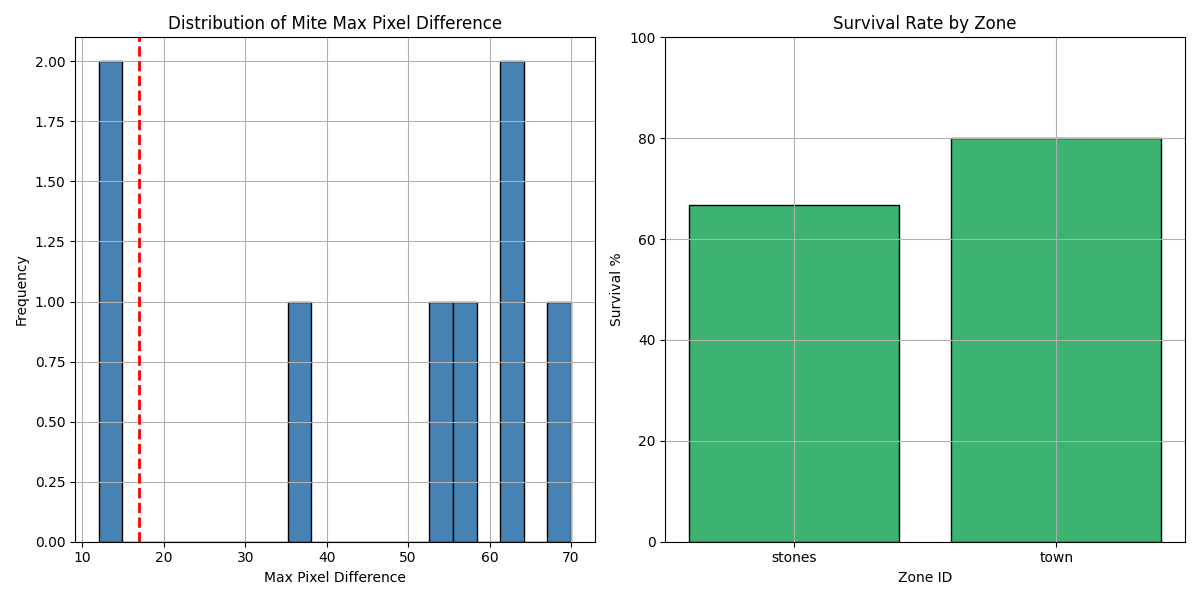 Distribution of Mite Max Pixel Difference
Frequency
2.00
1.75
1.50
1.25
1.00
0.75
0.50
0.25
0.00
10 20 30 40 50 60 70
Max Pixel Difference
Survival Rate by Zone
Survival %
100
80
60
40
20
0
stones town
Zone ID